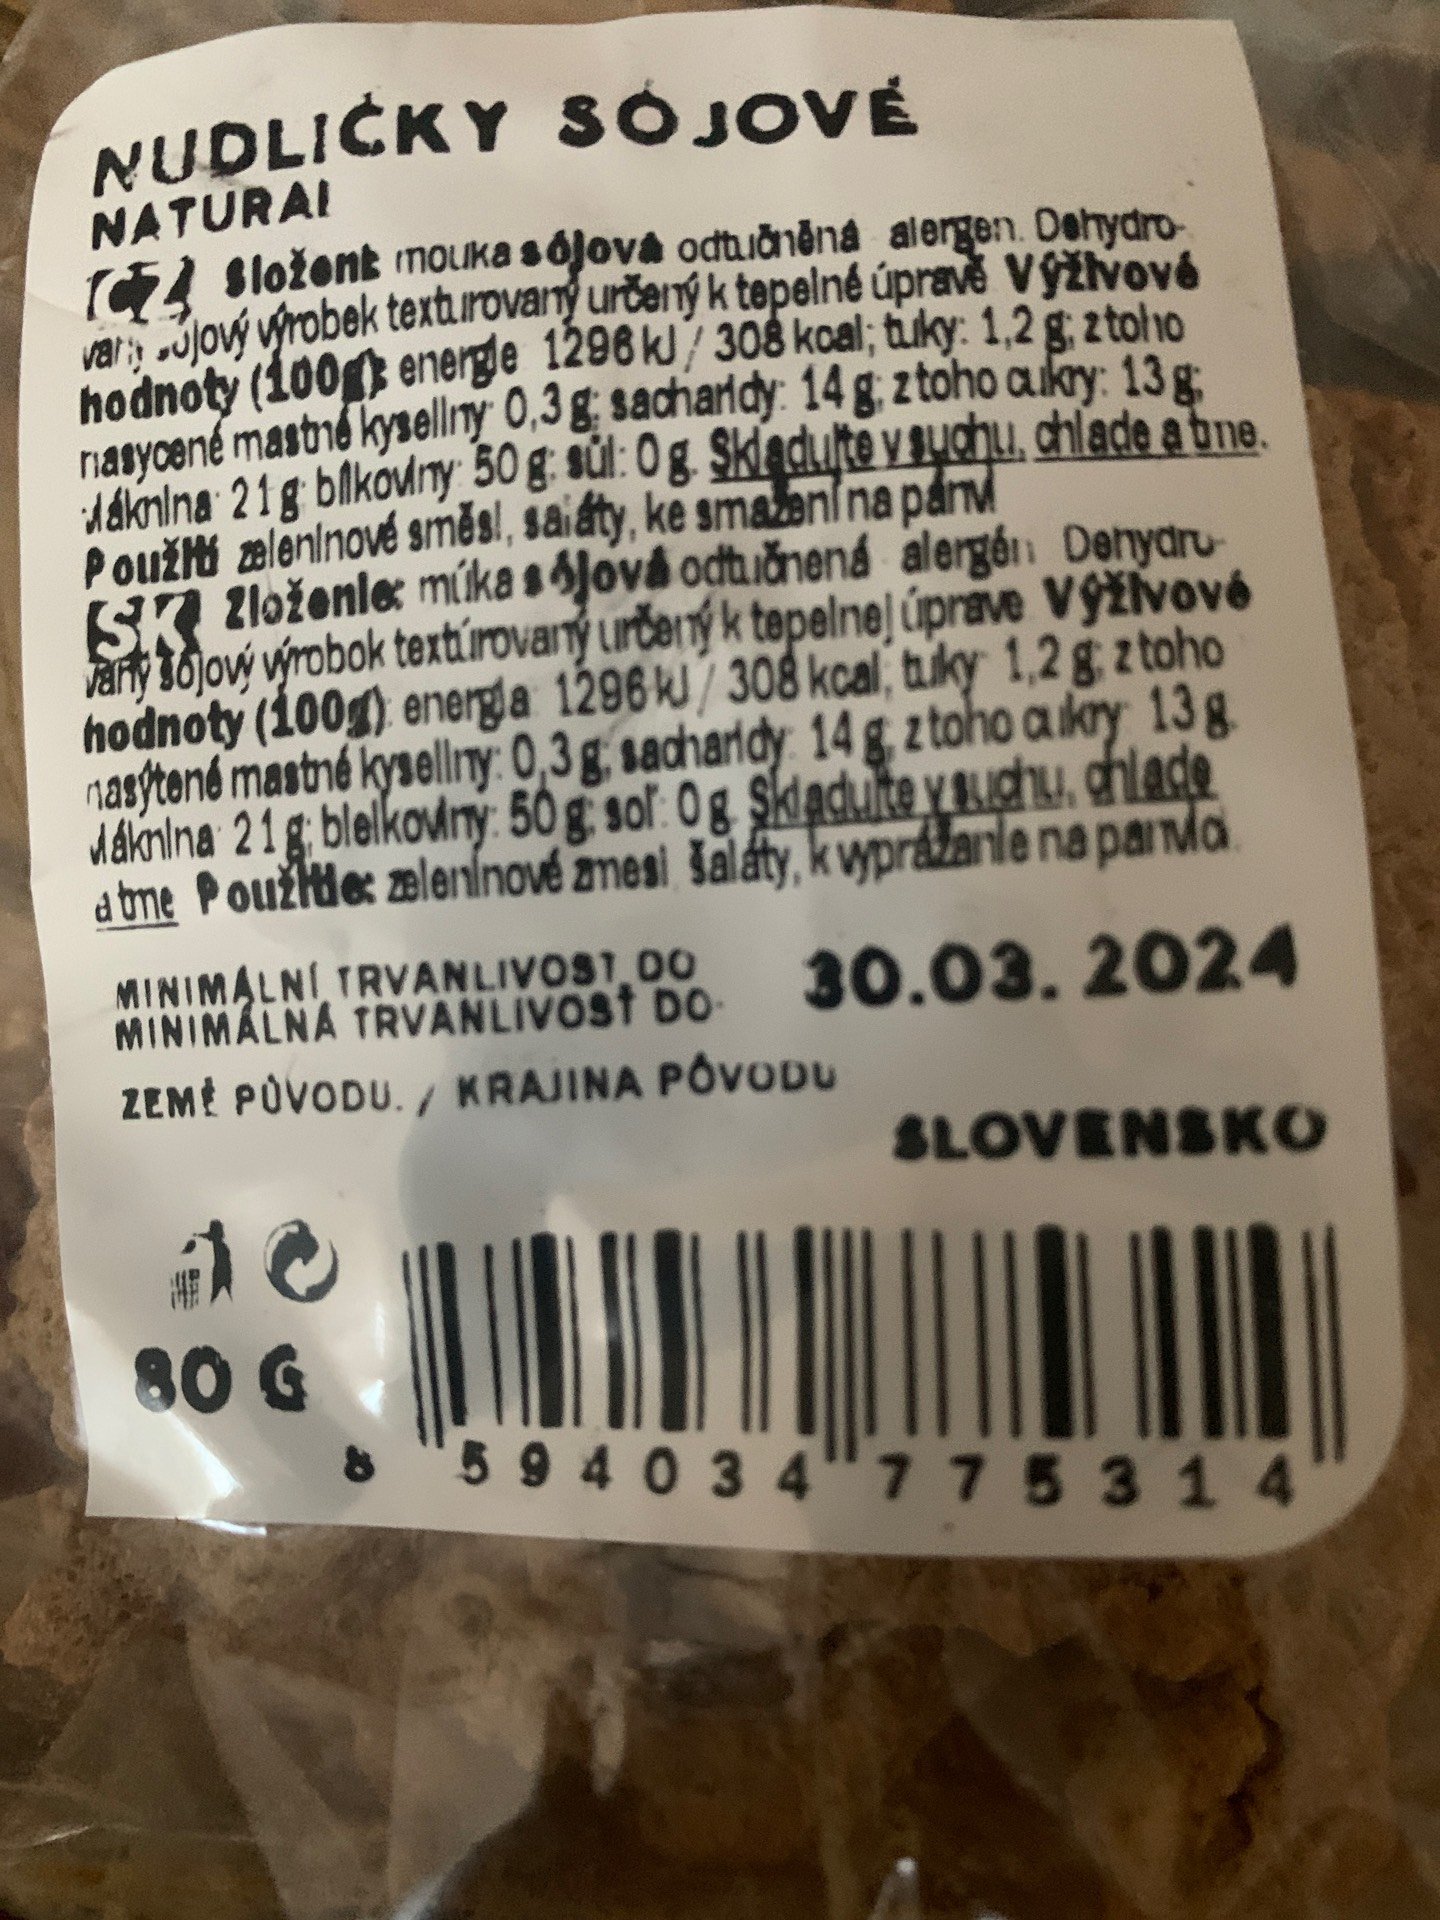 NUDLIČKY SÓJOVÉ
NATURAL
CZ Složení: mouka sójová odtučněná alergen. Dehydro-
vaný sójový výrobek texturovaný určený k tepelné úpravě Výživové
hodnoty (100g): energie 1296 kJ / 308 kcal; tuky: 1,2 g; z toho
nasycené mastné kyseliny 0,3 g; sacharidy: 14 g; z toho cukry: 13 g;
vláknina: 21 g bílkoviny: 50 g; sůl: 0 g. Skladujte v suchu, chlade a tme.
Použití zeleninové směsi, saláty, ke smažení na pánvi
SK Zloženie: múka sójová odtučnená alergén Dehydro-
vaný sójový výrobok textúrovaný určený k tepelnej úprave Výživové
hodnoty (100g): energia 1296 kJ / 308 kcal; tuky 1,2 g; z toho
nasýtené mastné kyseliny: 0,3 g; sacharidy: 14 g; z toho cukry 13 g.
vláknina: 21 g; bielkoviny: 50 g; soľ: 0 g Skladujte v suchu, chlade
a tme Použitie: zeleninové zmesi, šaláty, k vyprážanie na panvici.
MINIMÁLNÍ TRVANLIVOST DO
MINIMÁLNA TRVANLIVOSŤ DO
30.03.2024
ZEMĚ PŮVODU. / KRAJINA PÔVODU
SLOVENSKO
80 G
8 594034 775314